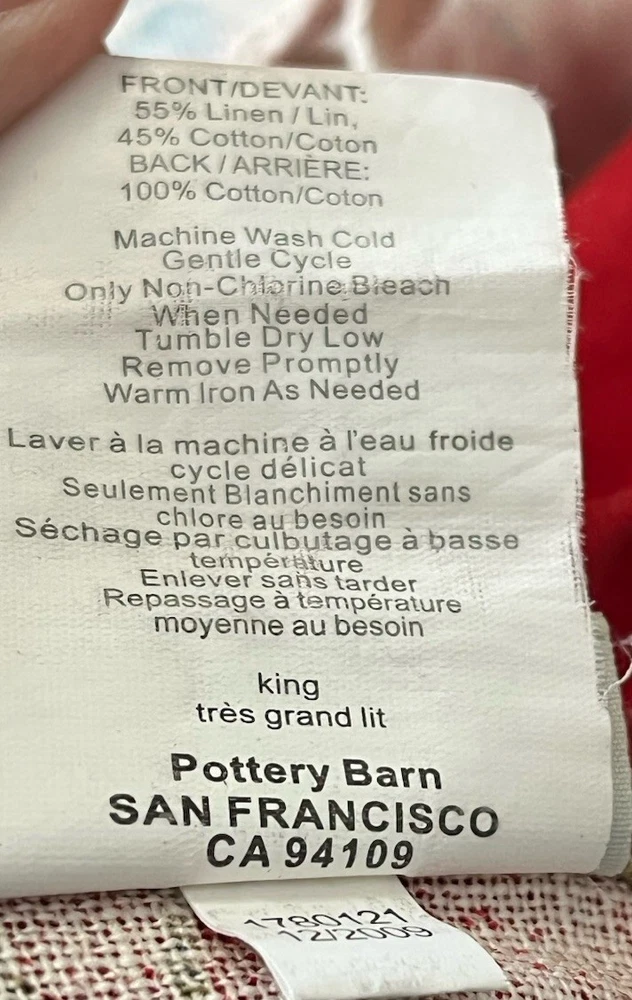 FRONT/DEVANT:
55% Linen / Lin,
45% Cotton/Coton
BACK / ARRIÈRE:
100% Cotton/Coton
Machine Wash Cold
Gentle Cycle
Only Non-Chlorine Bleach
When Needed
Tumble Dry Low
Remove Promptly
Warm Iron As Needed
Laver à la machine à l'eau froide
cycle délicat
Seulement Blanchiment sans
chlore au besoin
Séchage par culbutage à basse
température
Enlever sans tarder
Repassage à température
moyenne au besoin
king
très grand lit
Pottery Barn
SAN FRANCISCO
CA 94109
1780121
12/2009